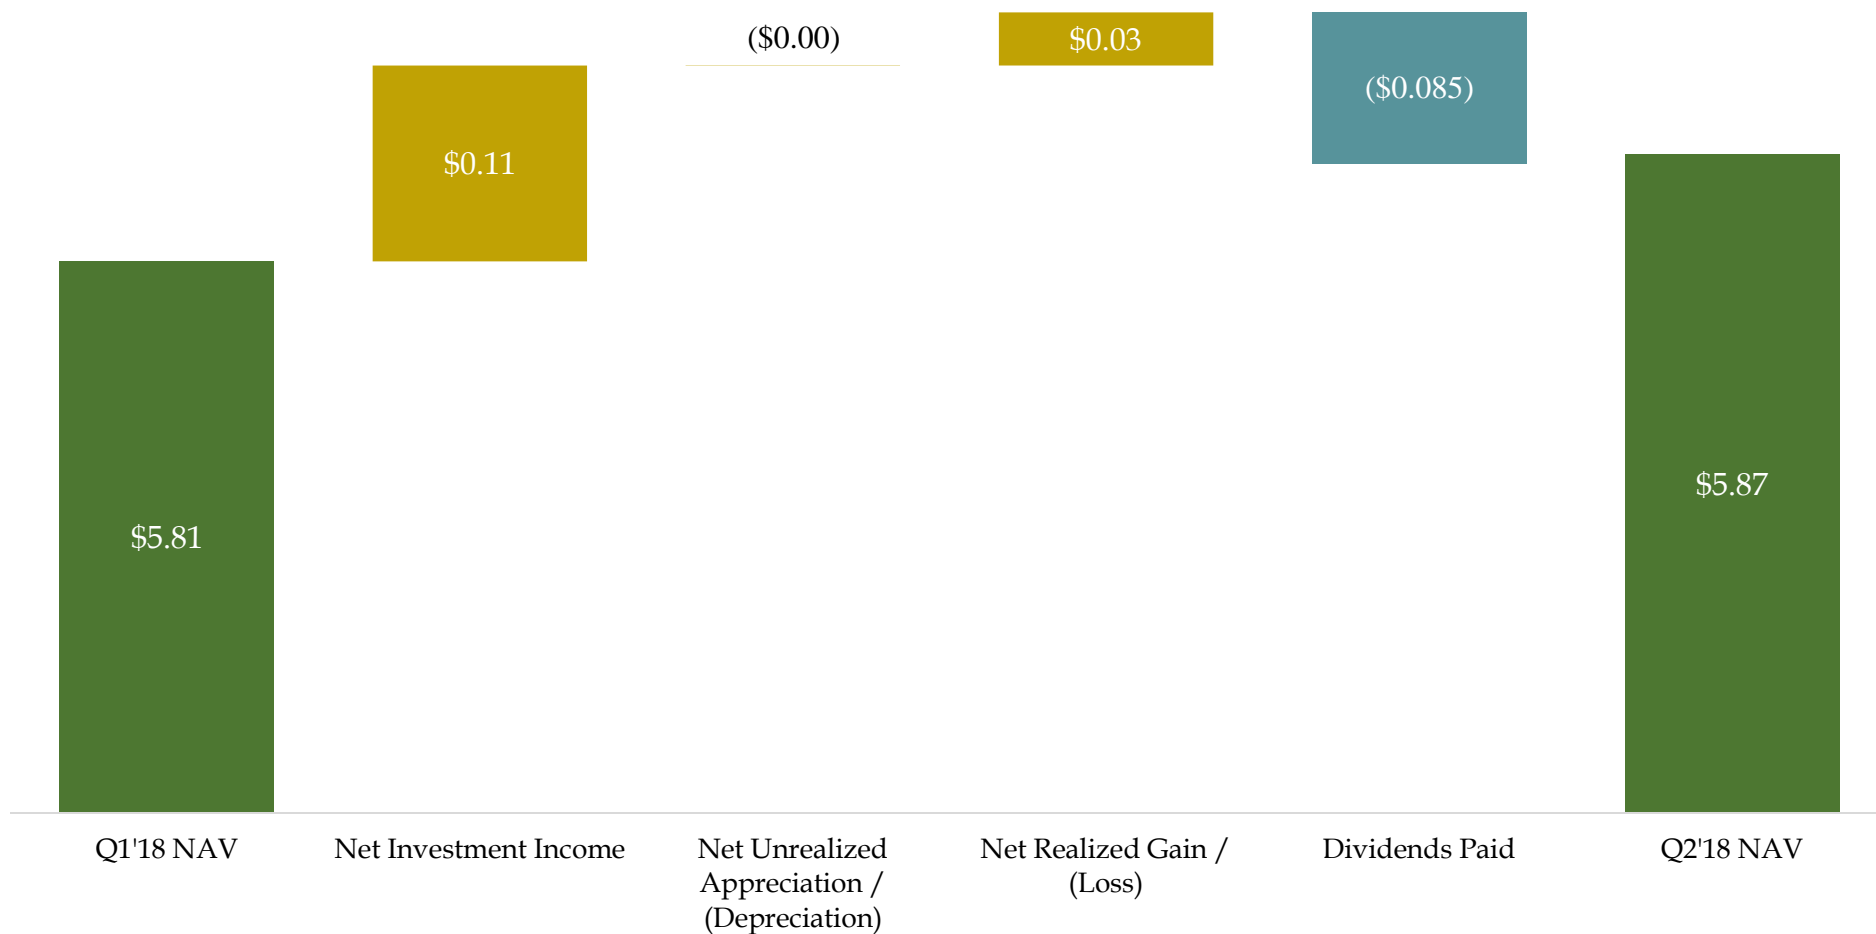 ($0.00)
$0.03
($0.085)
$0.11
$5.81
$5.87
Q1'18 NAV
Net Investment Income
Net Unrealized
Appreciation /
(Depreciation)
Net Realized Gain /
(Loss)
Dividends Paid
Q2'18 NAV